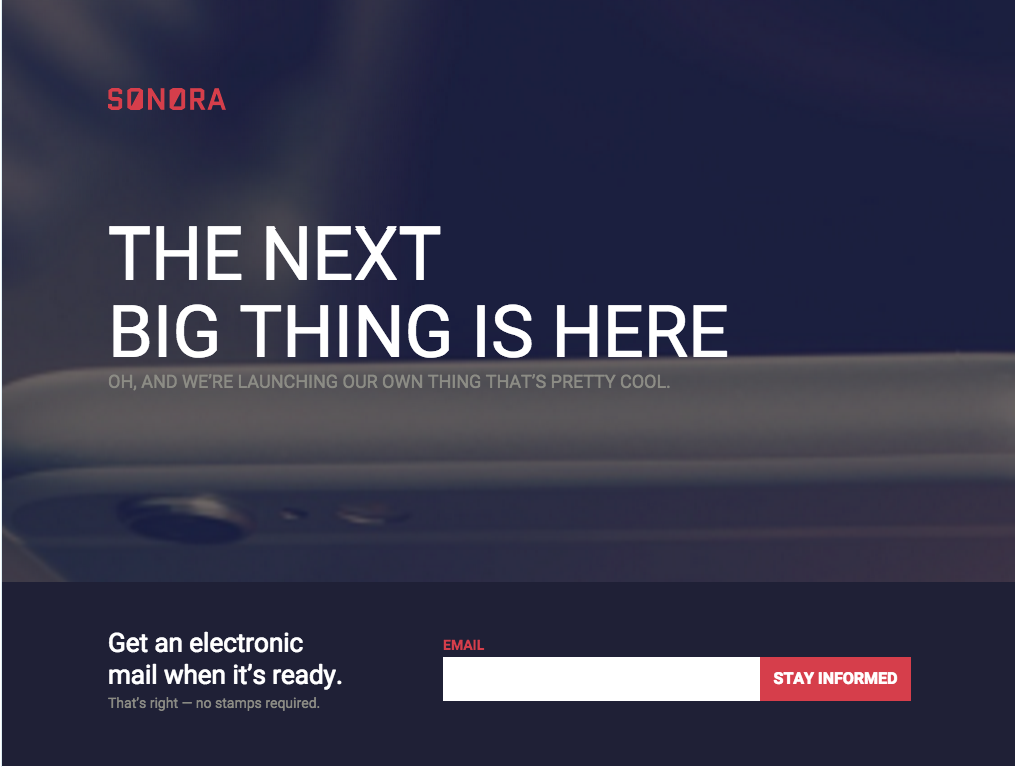 SONORA
THE NEXT
BIG THING IS HERE
OH, AND WE'RE LAUNCHING OUR OWN THING THAT'S PRETTY COOL.
Get an electronic
mail when it's ready.
That's right — no stamps required.
EMAIL
STAY INFORMED